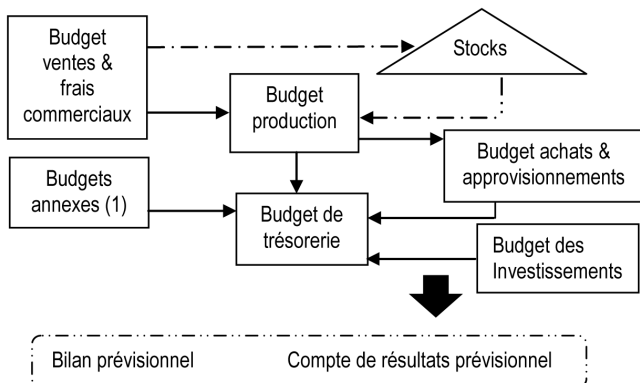 Budget
ventes &
frais
commerciaux
Stocks
Budget
production
Budget achats &
approvisionnements
Budgets
annexes (1)
Budget de
trésorerie
Budget des
Investissements
Bilan prévisionnel
Compte de résultats prévisionnel